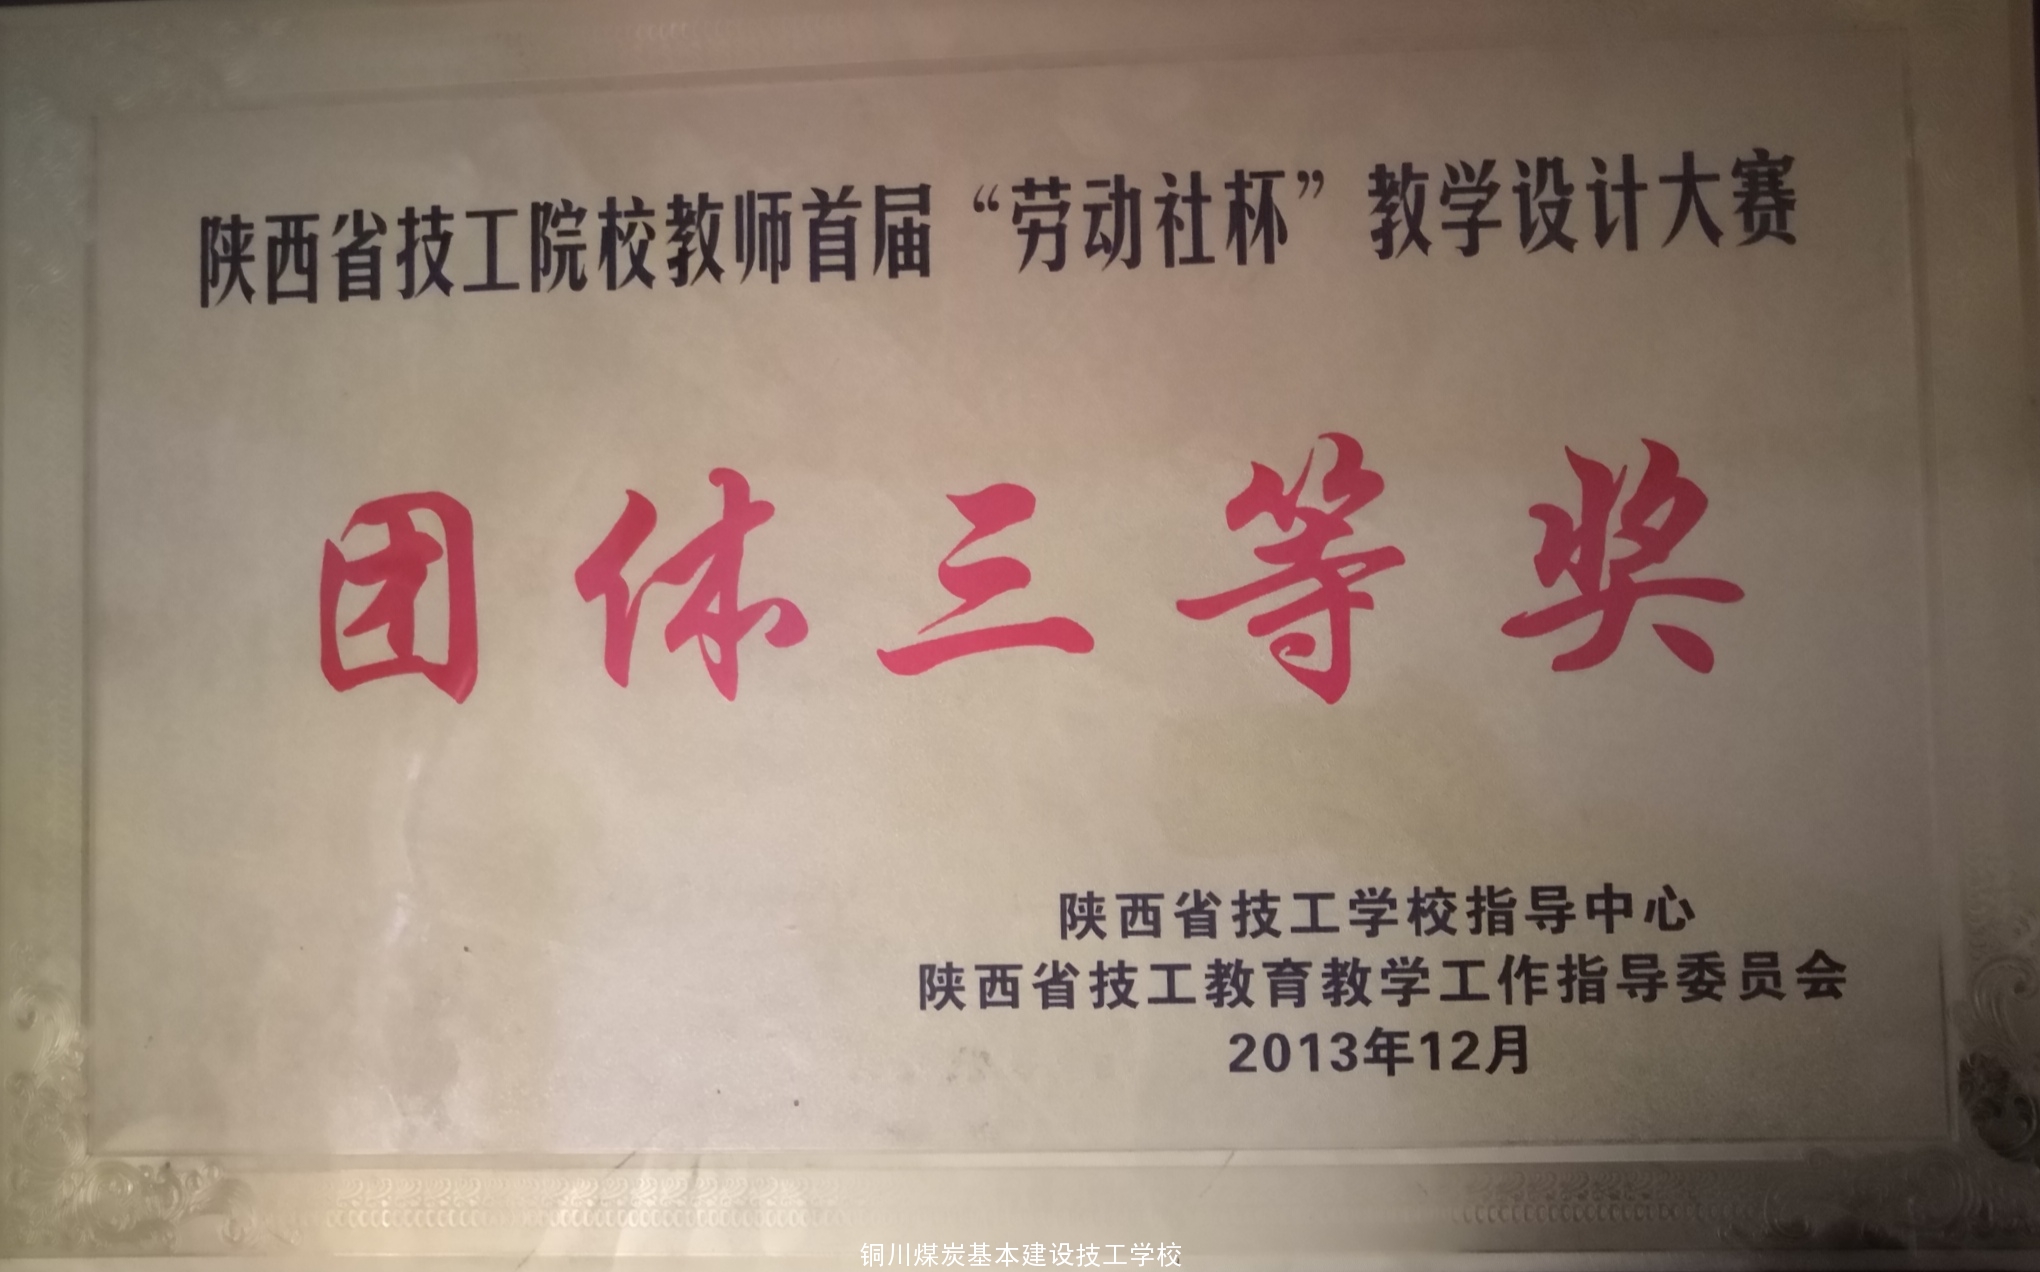 陕西省技工院校教师首届“劳动社杯”教学设计大赛
团体三等奖
陕西省技工学校指导中心
陕西省技工教育教学工作指导委员会
2013年12月
铜川煤炭基本建设技工学校